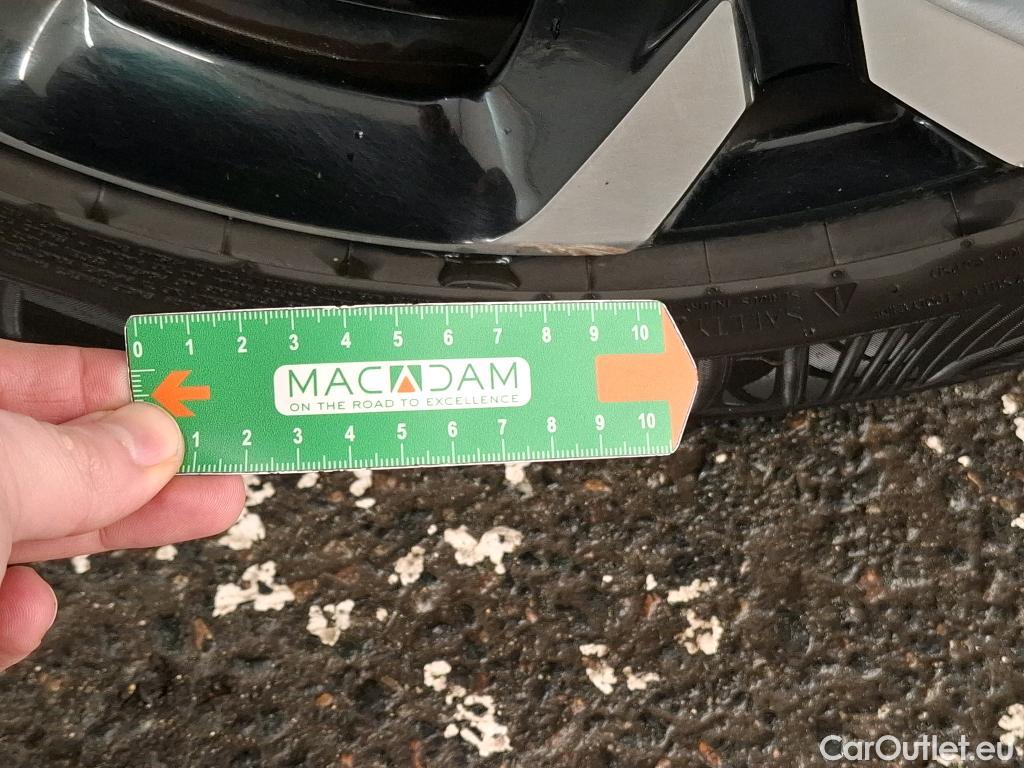 SAFETY
0 1 2 3 4 5 6 7 8 9 10
MACADAM
ON THE ROAD TO EXCELLENCE
1 2 3 4 5 6 7 8 9 10
CarOutlet.eu